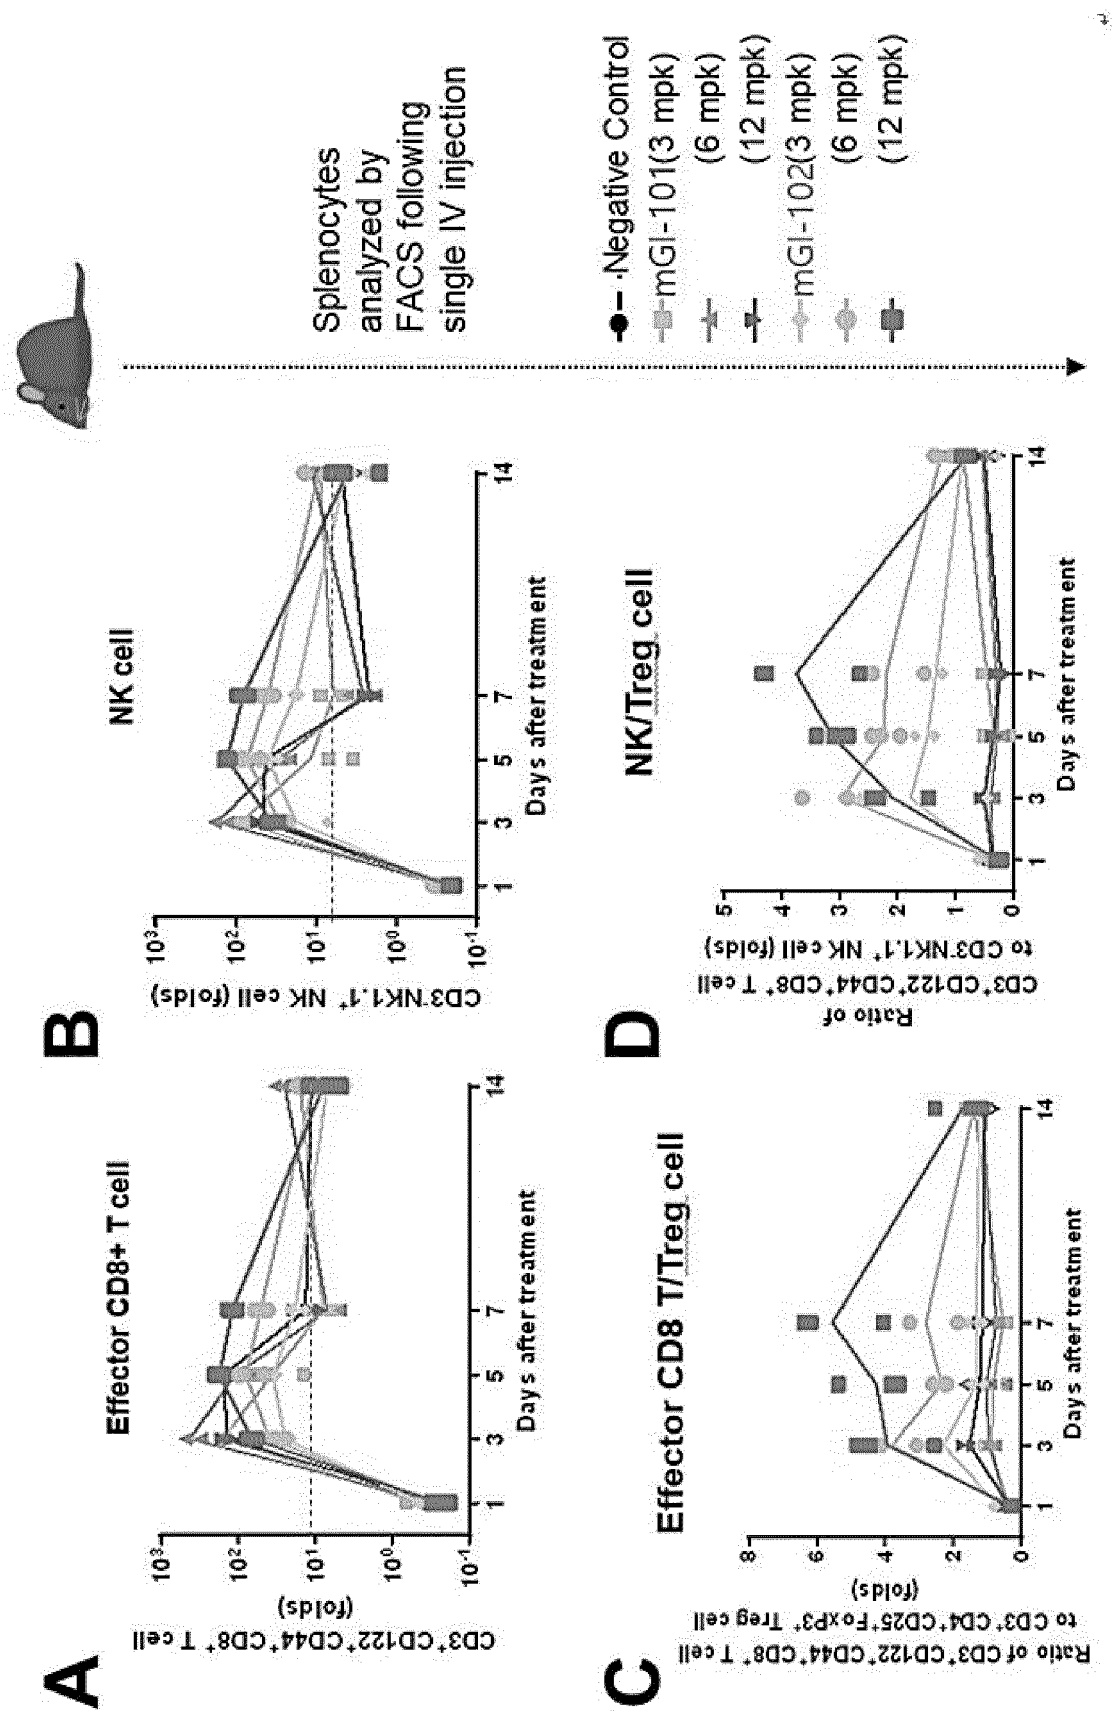 A
Effector CD8+ T cell
CD3⁺CD122⁺CD44⁺CD8⁺ T cell
(folds)
10³
10²
10¹
10⁰
10⁻¹
1
3
5
7
14
Days after treatment
B
NK cell
CD3⁻NK1.1⁺ NK cell (folds)
10³
10²
10¹
10⁰
10⁻¹
1
3
5
7
14
Days after treatment
Splenocytes
analyzed by
FACS following
single IV injection
C
Effector CD8 T/Treg cell
Ratio of CD3⁺CD122⁺CD44⁺CD8⁺ T cell
to CD3⁺CD4⁺CD25⁺FoxP3⁺ Treg cell
(folds)
8
6
4
2
0
1
3
5
7
14
Days after treatment
D
NK/Treg cell
Ratio of
CD3⁺CD122⁺CD44⁺CD8⁺ T cell
to CD3⁻NK1.1⁺ NK cell (folds)
5
4
3
2
1
0
1
3
5
7
14
Days after treatment
Negative Control
mGI-101(3 mpk)
(6 mpk)
(12 mpk)
mGI-102(3 mpk)
(6 mpk)
(12 mpk)